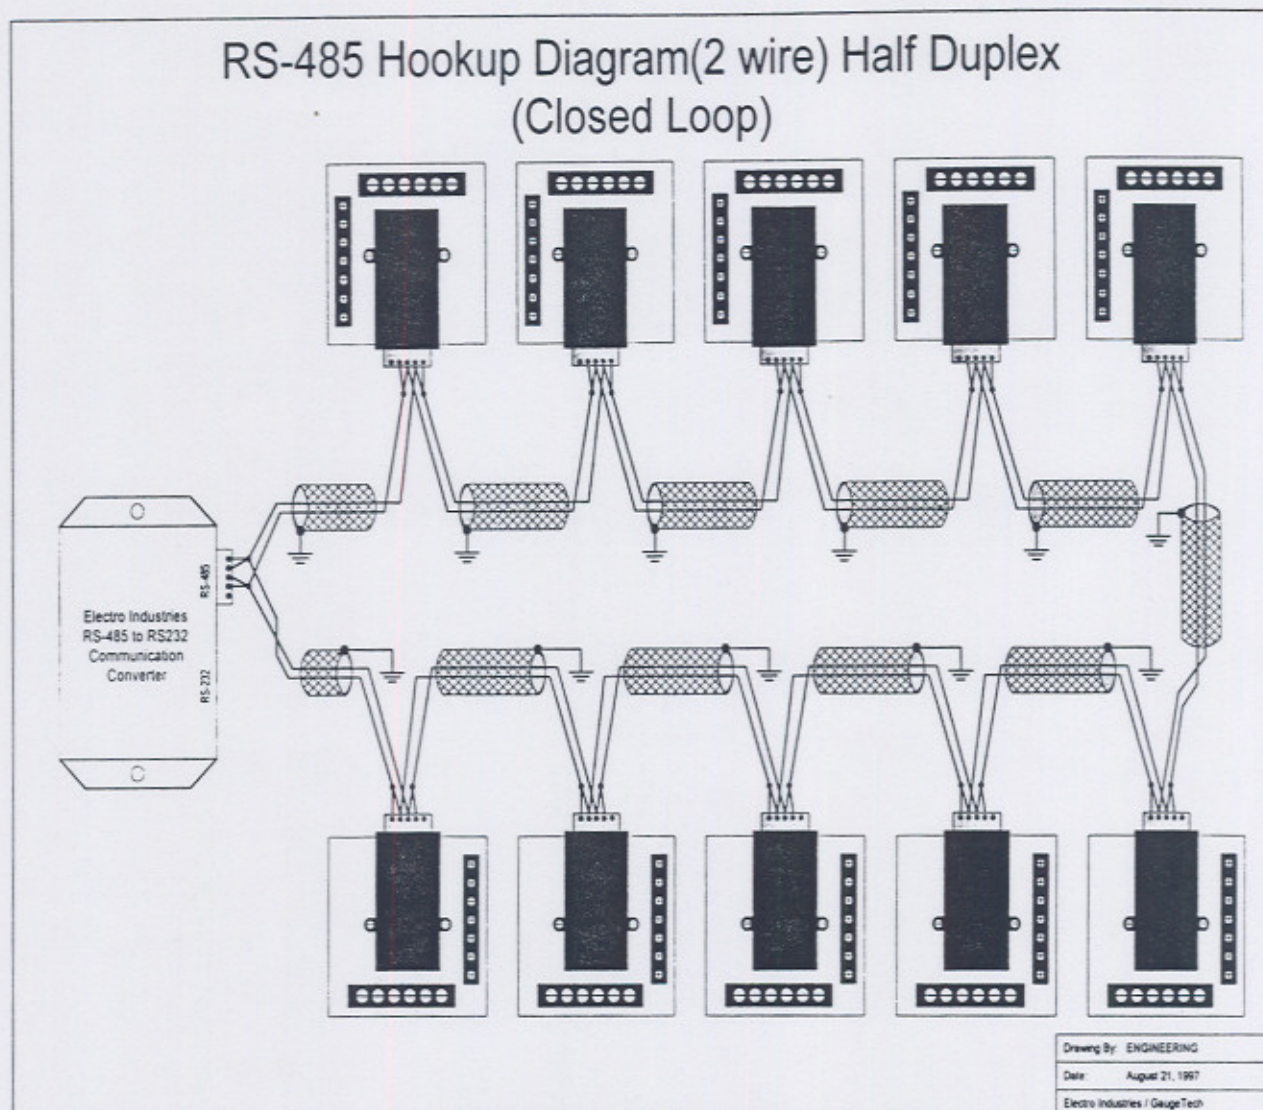 RS-485 Hookup Diagram(2 wire) Half Duplex
(Closed Loop)
RS-485
Electro Industries
RS-485 to RS232
Communication
Converter
RS-232
Drawing By: ENGINEERING
Date: August 21, 1997
Electro Industries / GaugeTech